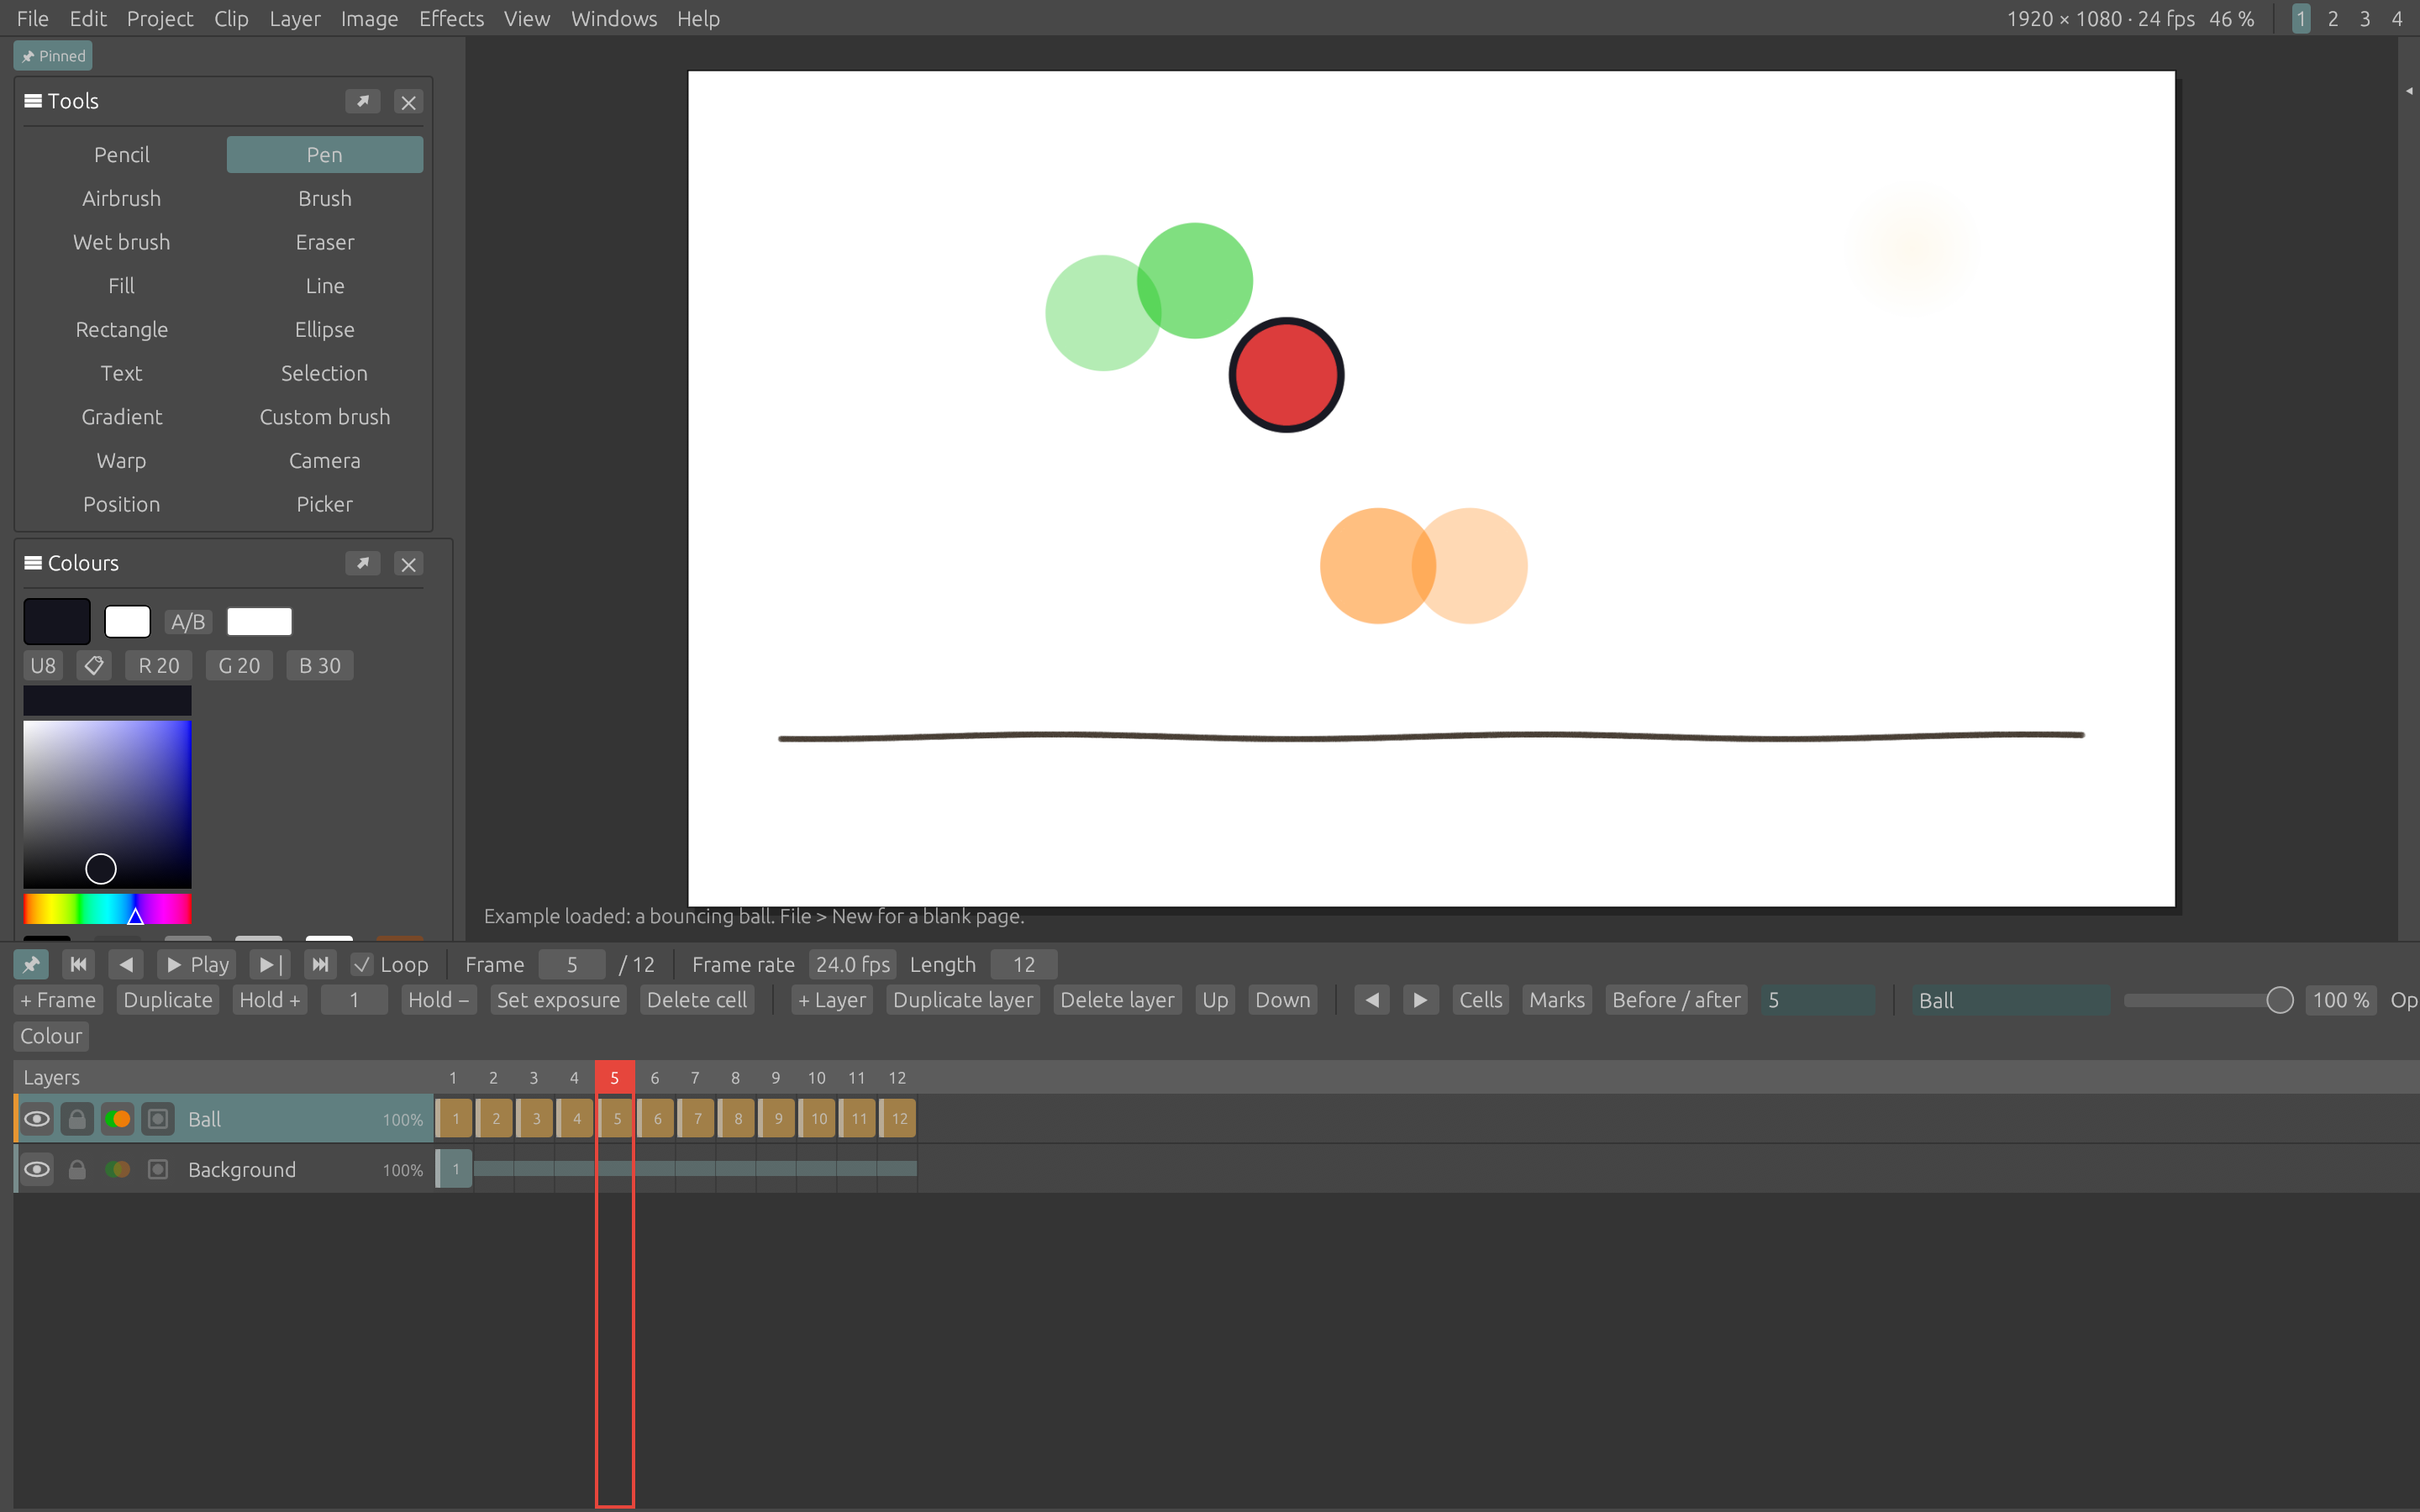 File Edit Project Clip Layer Image Effects View Windows Help 1920 × 1080 · 24 fps 46 % 1 2 3 4
Pinned
Tools
Pencil Pen
Airbrush Brush
Wet brush Eraser
Fill Line
Rectangle Ellipse
Text Selection
Gradient Custom brush
Warp Camera
Position Picker
Colours
A/B
U8 R 20 G 20 B 30
Example loaded: a bouncing ball. File > New for a blank page.
Play Loop Frame 5 / 12 Frame rate 24.0 fps Length 12
+ Frame Duplicate Hold + 1 Hold – Set exposure Delete cell + Layer Duplicate layer Delete layer Up Down Cells Marks Before / after 5 Ball 100 % Op
Colour
Layers 1 2 3 4 5 6 7 8 9 10 11 12
Ball 100% 1 2 3 4 5 6 7 8 9 10 11 12
Background 100% 1